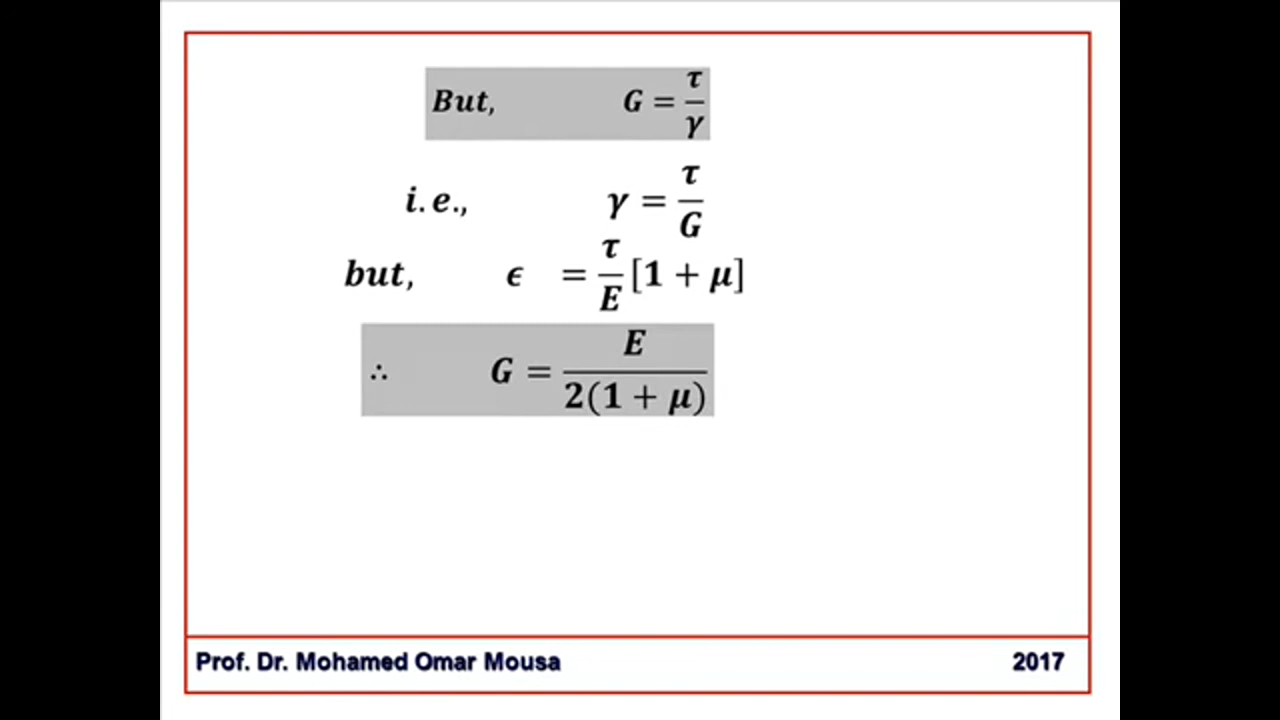 But, G = τ/γ
i.e., γ = τ/G
but, ϵ = τ/E [1 + μ]
∴ G = E/2(1 + μ)
Prof. Dr. Mohamed Omar Mousa 2017